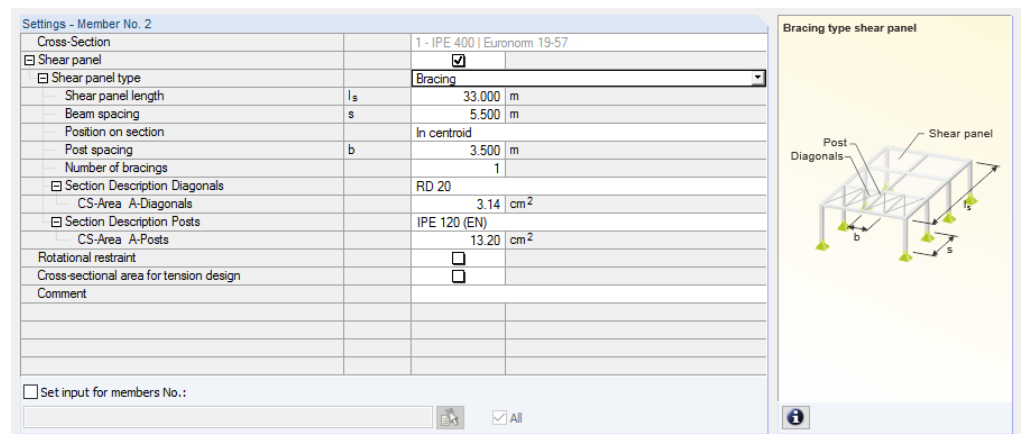 Settings - Member No. 2
Cross-Section 1 - IPE 400 | Euronorm 19-57
Shear panel
Shear panel type Bracing
Shear panel length ls 33.000 m
Beam spacing s 5.500 m
Position on section In centroid
Post spacing b 3.500 m
Number of bracings 1
Section Description Diagonals RD 20
CS-Area A-Diagonals 3.14 cm2
Section Description Posts IPE 120 (EN)
CS-Area A-Posts 13.20 cm2
Rotational restraint
Cross-sectional area for tension design
Comment
Set input for members No.:
All
Bracing type shear panel
Shear panel
Post
Diagonals
ls
b
s